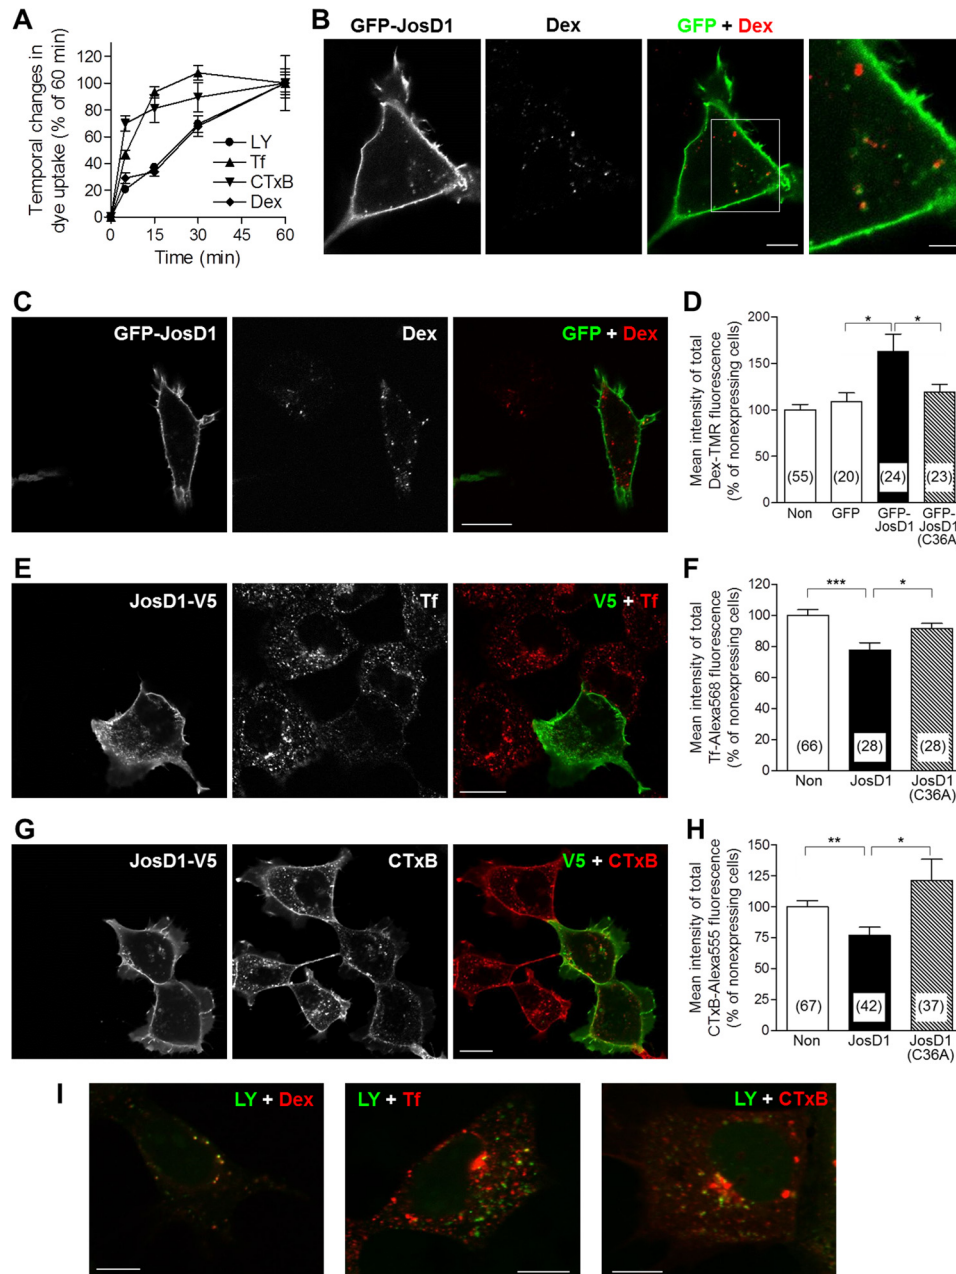 A
Temporal changes in
dye uptake (% of 60 min)
120
100
80
60
40
20
0
LY
Tf
CTxB
Dex
0 15 30 45 60
Time (min)
B
GFP-JosD1
Dex
GFP + Dex
C
GFP-JosD1
Dex
GFP + Dex
D
Mean intensity of total
Dex-TMR fluorescence
(% of nonexpressing cells)
200
150
100
50
0
* *
(55) (20) (24) (23)
Non
GFP
GFP-
JosD1
GFP-
JosD1
(C36A)
E
JosD1-V5
Tf
V5 + Tf
F
Mean intensity of total
Tf-Alexa568 fluorescence
(% of nonexpressing cells)
120
100
80
60
40
20
0
*** *
(66) (28) (28)
Non
JosD1
JosD1
(C36A)
G
JosD1-V5
CTxB
V5 + CTxB
H
Mean intensity of total
CTxB-Alexa555 fluorescence
(% of nonexpressing cells)
150
125
100
75
50
25
0
** *
(67) (42) (37)
Non
JosD1
JosD1
(C36A)
I
LY + Dex
LY + Tf
LY + CTxB